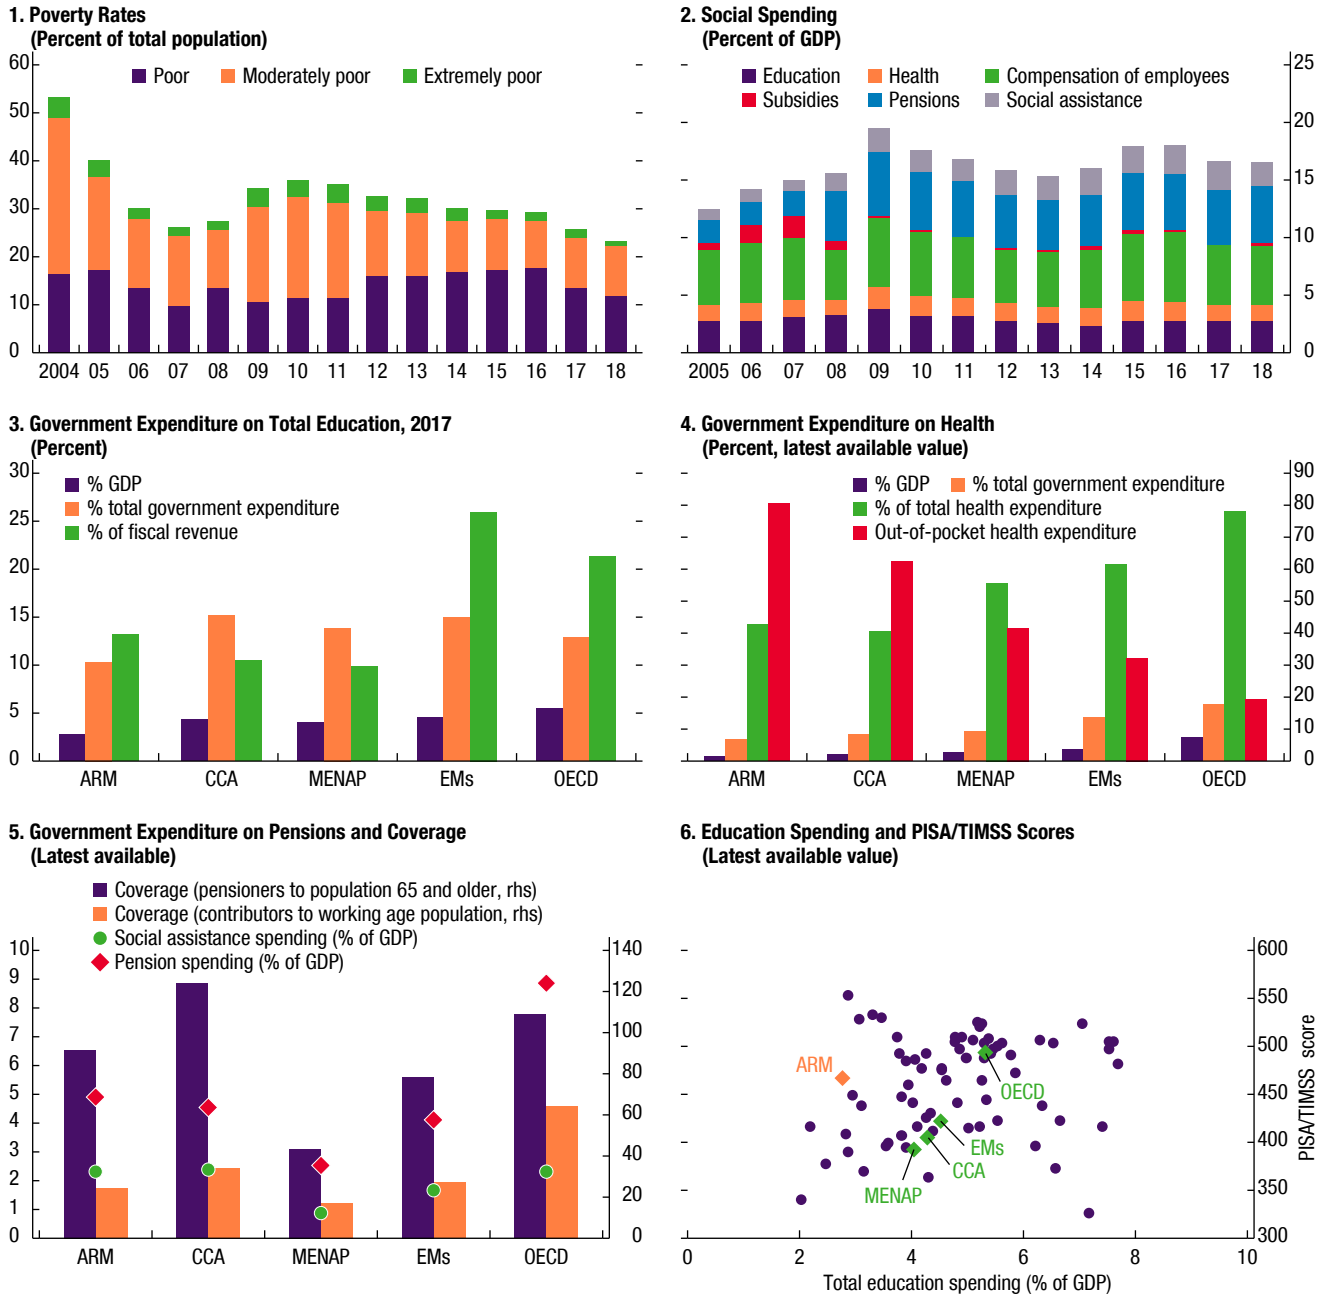 1. Poverty Rates
(Percent of total population)
60
50
40
30
20
10
0
Poor Moderately poor Extremely poor
2004 05 06 07 08 09 10 11 12 13 14 15 16 17 18
2. Social Spending
(Percent of GDP)
Education Health Compensation of employees
Subsidies Pensions Social assistance
25
20
15
10
5
0
2005 06 07 08 09 10 11 12 13 14 15 16 17 18
3. Government Expenditure on Total Education, 2017
(Percent)
30
25
20
15
10
5
0
% GDP
% total government expenditure
% of fiscal revenue
ARM CCA MENAP EMs OECD
4. Government Expenditure on Health
(Percent, latest available value)
% GDP % total government expenditure
% of total health expenditure
Out-of-pocket health expenditure
90
80
70
60
50
40
30
20
10
0
ARM CCA MENAP EMs OECD
5. Government Expenditure on Pensions and Coverage
(Latest available)
Coverage (pensioners to population 65 and older, rhs)
Coverage (contributors to working age population, rhs)
Social assistance spending (% of GDP)
Pension spending (% of GDP)
10
9
8
7
6
5
4
3
2
1
0
140
120
100
80
60
40
20
0
ARM CCA MENAP EMs OECD
6. Education Spending and PISA/TIMSS Scores
(Latest available value)
600
550
500
450
400
350
300
PISA/TIMSS score
ARM
OECD
EMs
CCA
MENAP
0 2 4 6 8 10
Total education spending (% of GDP)